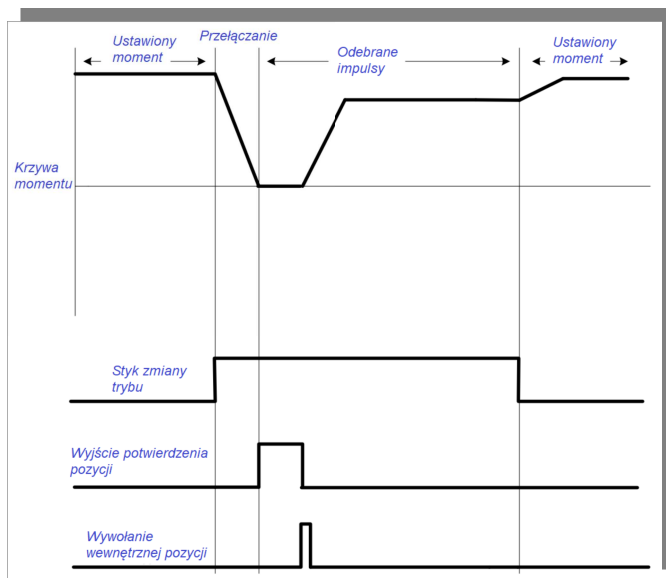 Ustawiony
moment
Przełączanie
Odebrane
impulsy
Ustawiony
moment
Krzywa
momentu
Styk zmiany
trybu
Wyjście potwierdzenia
pozycji
Wywołanie
wewnętrznej pozycji